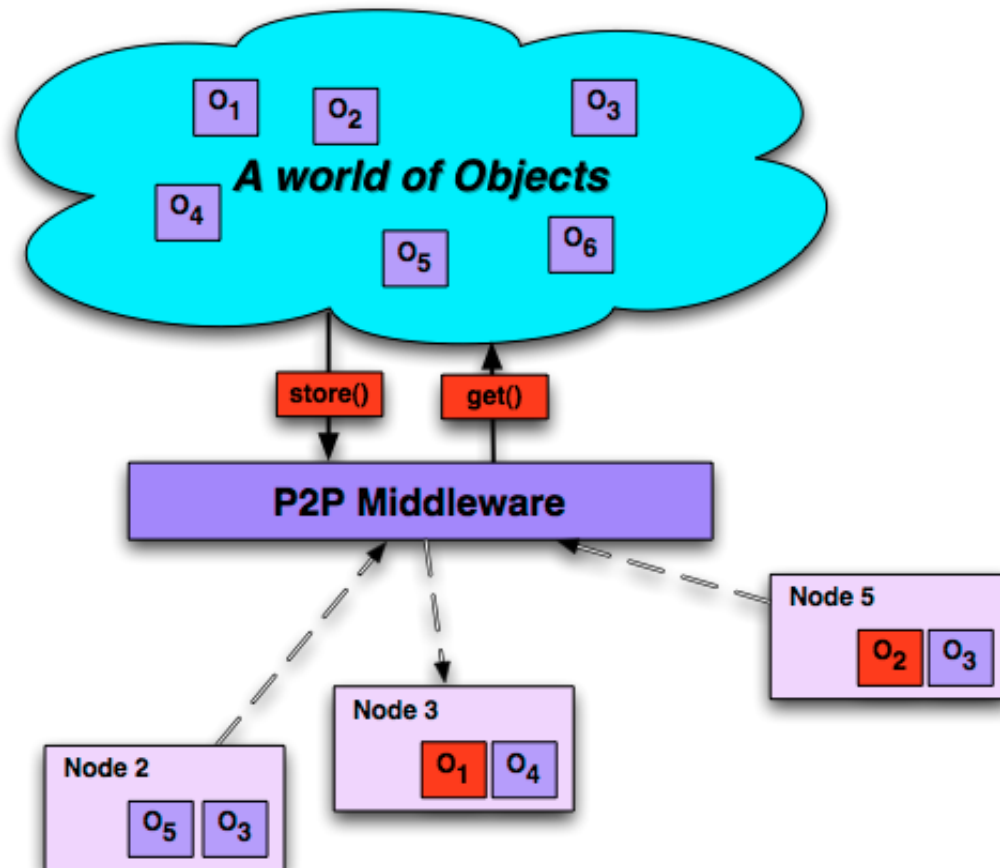 O1
O2
O3
A world of Objects
O4
O5
O6
store()
get()
P2P Middleware
Node 5
O2 O3
Node 3
O1 O4
Node 2
O5 O3